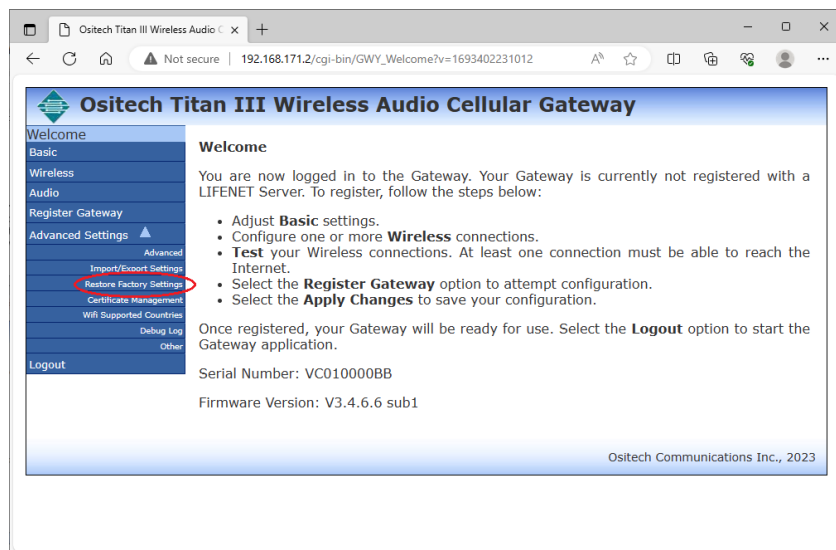 Ositech Titan III Wireless Audio C
Not secure
192.168.171.2/cgi-bin/GWY_Welcome?v=1693402231012
Ositech Titan III Wireless Audio Cellular Gateway
Welcome
Basic
Wireless
Audio
Register Gateway
Advanced Settings
Advanced
Import/Export Settings
Restore Factory Settings
Certificate Management
Wifi Supported Countries
Debug Log
Other
Logout
Welcome
You are now logged in to the Gateway. Your Gateway is currently not registered with a
LIFENET Server. To register, follow the steps below:
• Adjust Basic settings.
• Configure one or more Wireless connections.
• Test your Wireless connections. At least one connection must be able to reach the
Internet.
• Select the Register Gateway option to attempt configuration.
• Select the Apply Changes to save your configuration.
Once registered, your Gateway will be ready for use. Select the Logout option to start the
Gateway application.
Serial Number: VC010000BB
Firmware Version: V3.4.6.6 sub1
Ositech Communications Inc., 2023